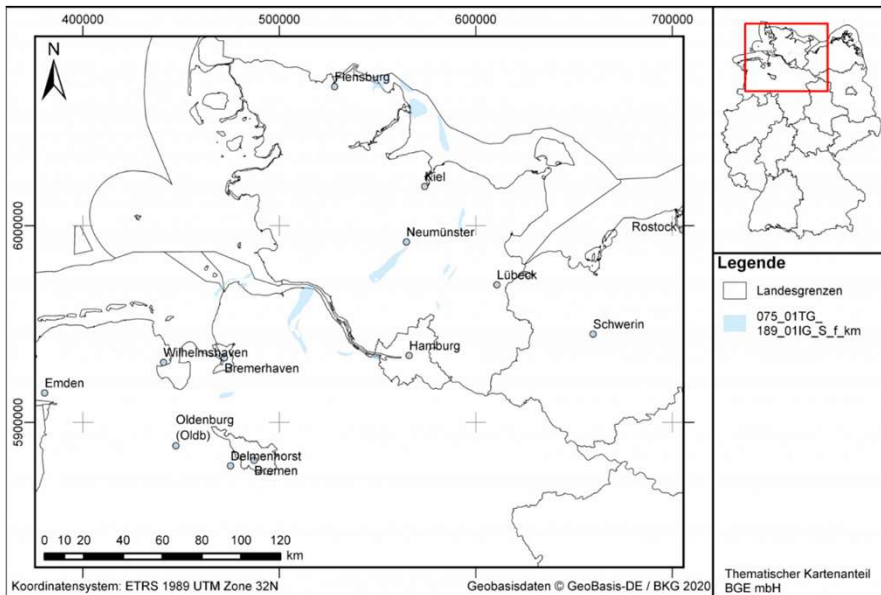 400000 500000 600000 700000
N
Flensburg
Kiel
6000000
Neumünster
Rostock
Lübeck
Schwerin
Hamburg
Wilhelmshaven
Bremerhaven
Emden
5900000
Oldenburg
(Oldb)
Delmenhorst
Bremen
0 10 20 40 60 80 100 120
km
Koordinatensystem: ETRS 1989 UTM Zone 32N
Geobasisdaten © GeoBasis-DE / BKG 2020
Legende
Landesgrenzen
075_01TG_
189_01IG_S_f_km
Thematischer Kartenanteil
BGE mbH